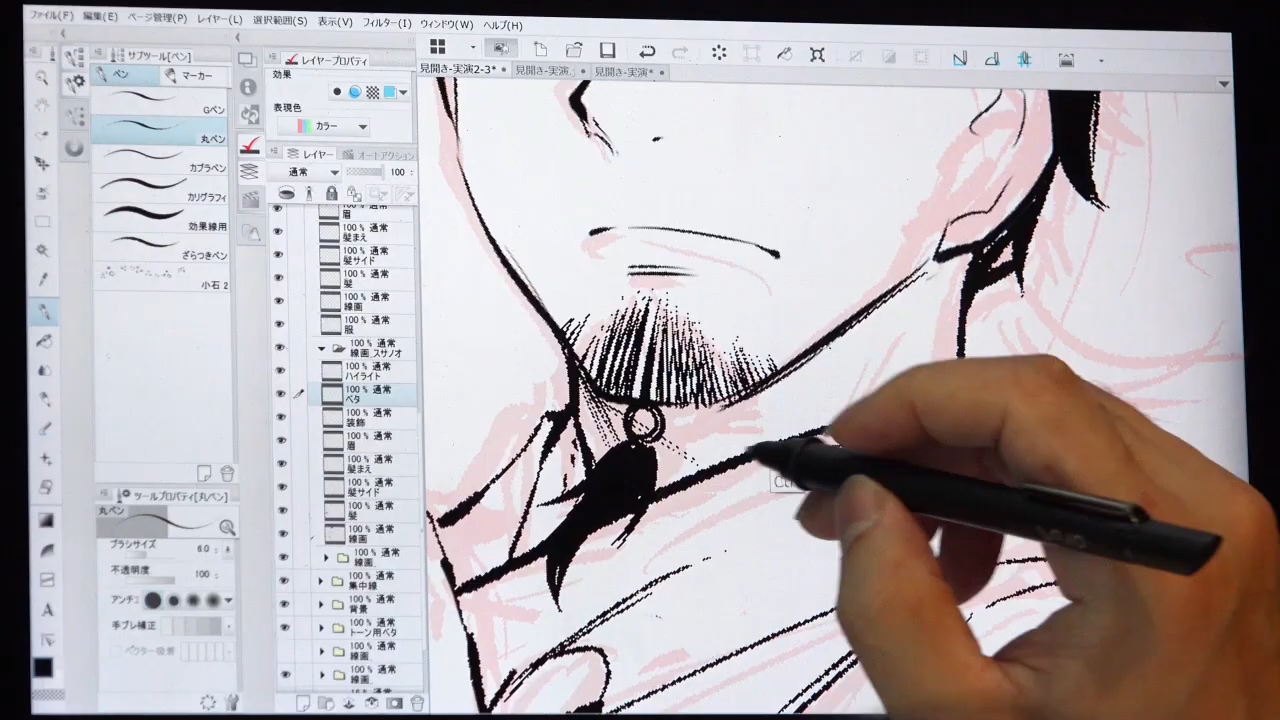 ファイル(F) 編集(E) ページ管理(P) レイヤー(L) 選択範囲(S) 表示(V) フィルター(I) ウィンドウ(W) ヘルプ(H)
サブツール[ペン]
ペン マーカー
Gペン
丸ペン
カブラペン
カリグラフィ
効果線用
ざらつきペン
小石 2
ツールプロパティ[丸ペン]
丸ペン
ブラシサイズ 6.0
不透明度 100
アンチ
手ブレ補正
ベクター吸着
レイヤープロパティ
効果
表現色
カラー
レイヤー オートアクション
通常 100
100 % 通常
眉
100 % 通常
髪まえ
100 % 通常
髪サイド
100 % 通常
髪
100 % 通常
線画
100 % 通常
服
100 % 通常
線画_スサノオ
100 % 通常
ハイライト
100 % 通常
ベタ
100 % 通常
装飾
100 % 通常
眉
100 % 通常
髪まえ
100 % 通常
髪サイド
100 % 通常
髪
100 % 通常
線画
100 % 通常
線画
100 % 通常
集中線
100 % 通常
背景
100 % 通常
トーン用ベタ
100 % 通常
線画
100 % 通常
線画
見開き-実演2-3* 見開き-実演 見開き-実演*